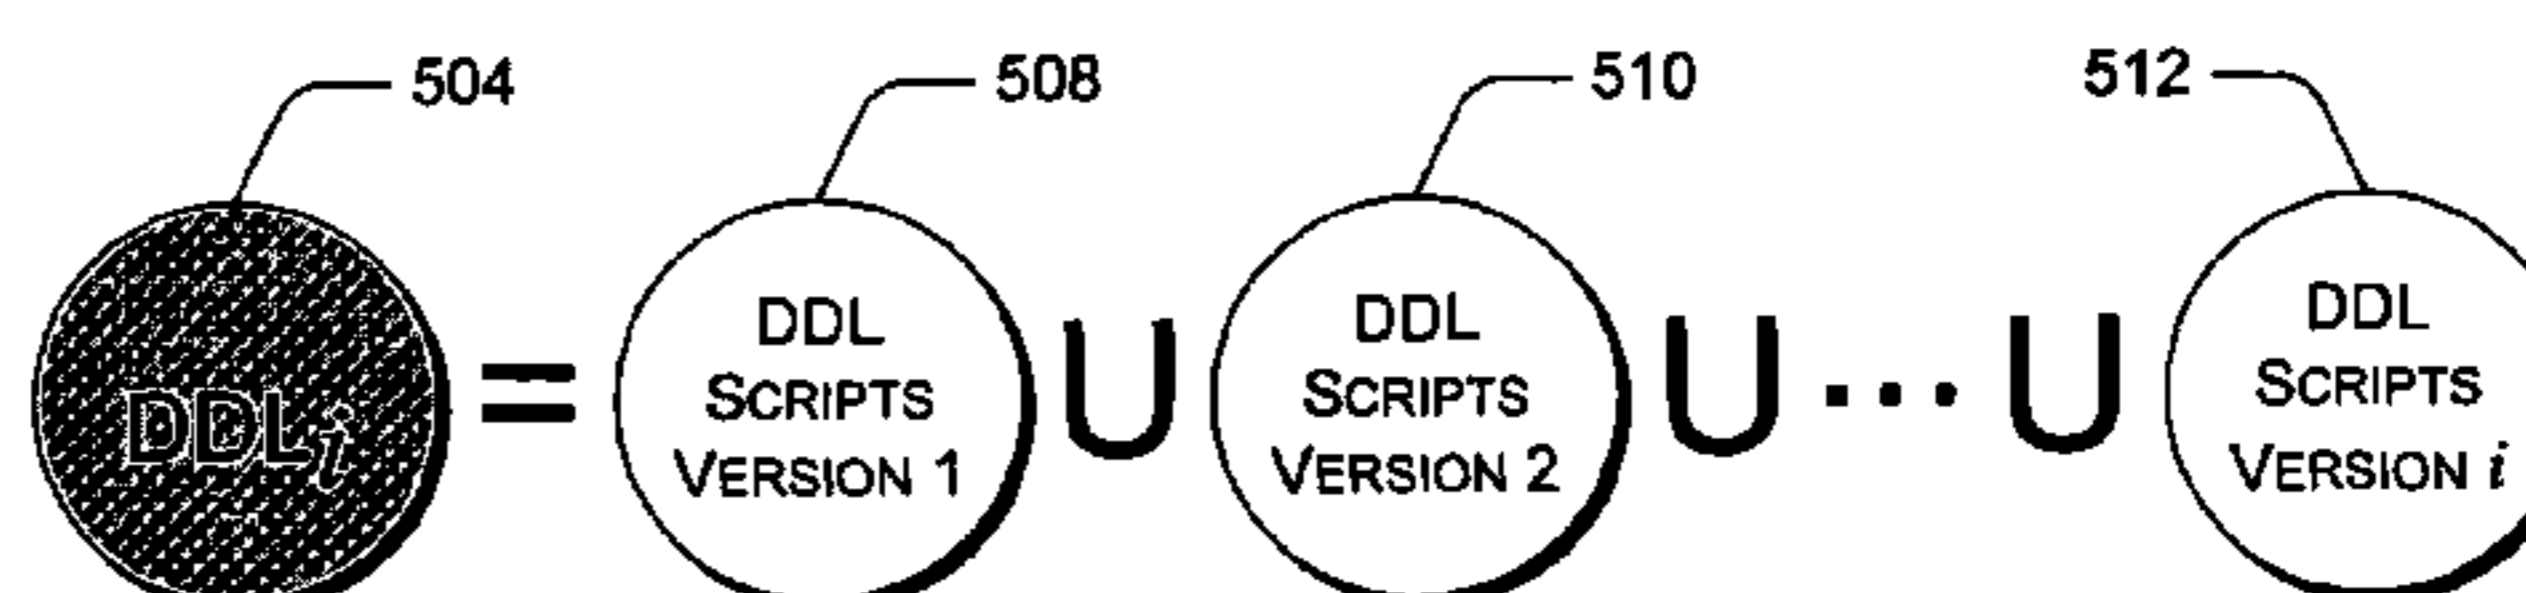 504 508 510 512
DDLi = DDL SCRIPTS VERSION 1 U DDL SCRIPTS VERSION 2 U ... U DDL SCRIPTS VERSION i